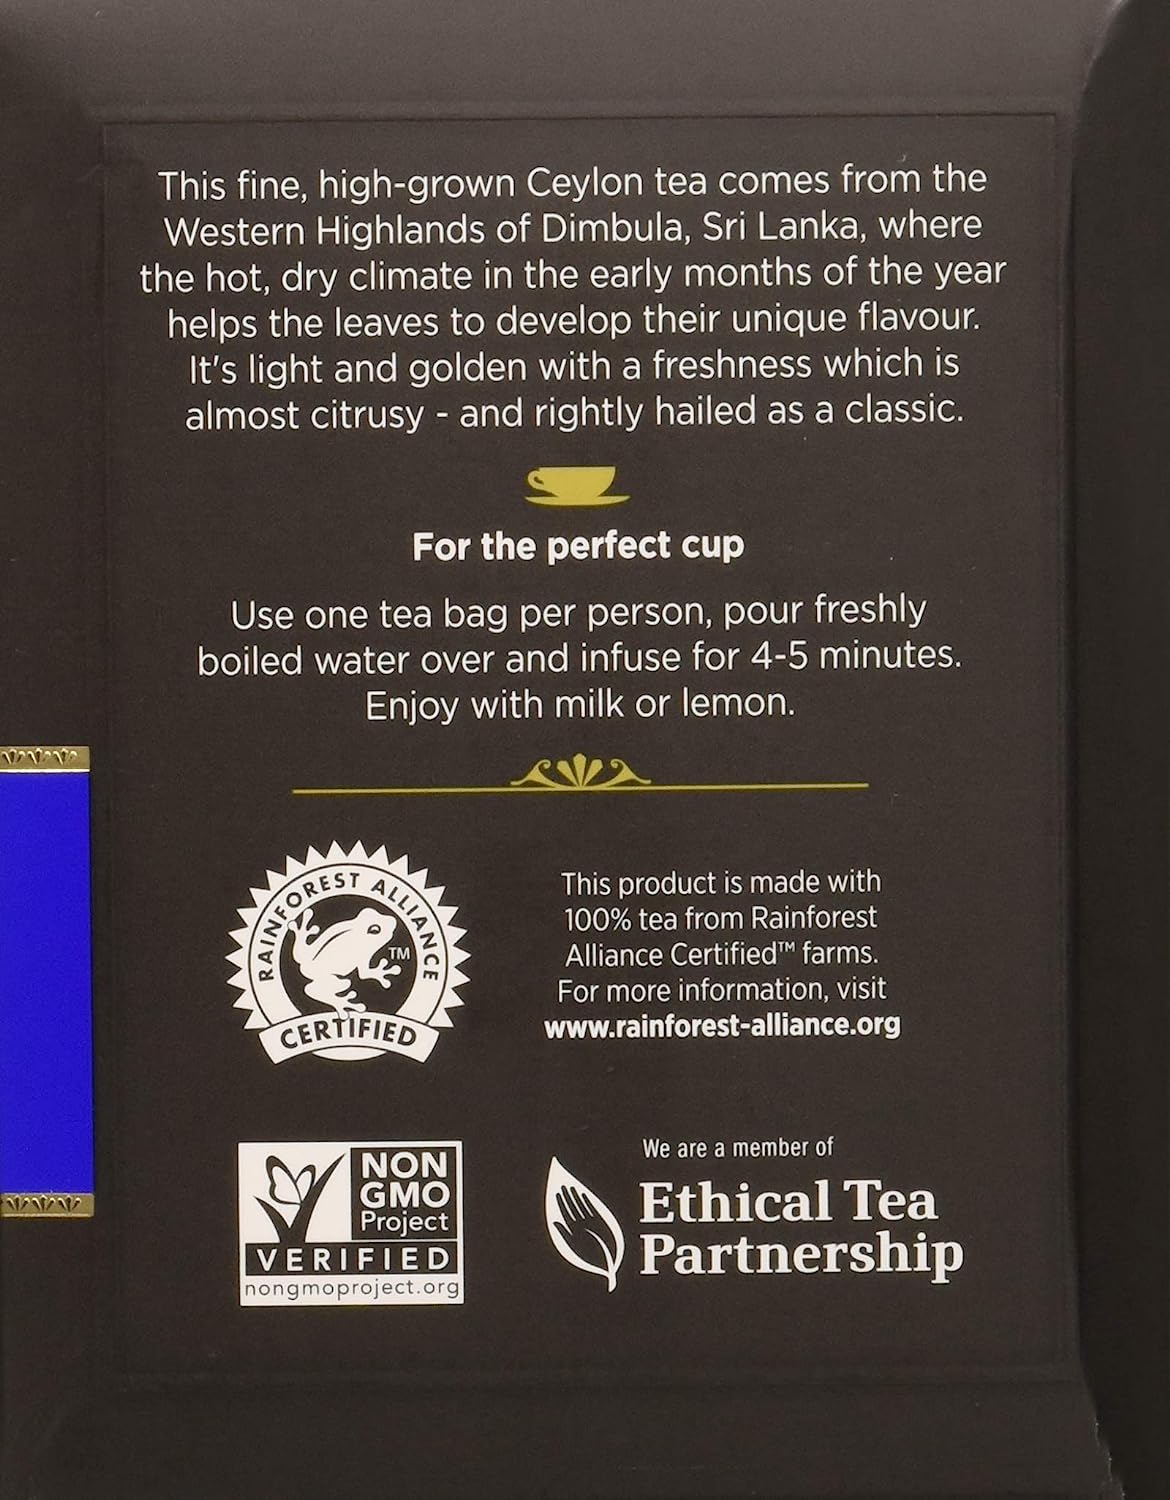 This fine, high-grown Ceylon tea comes from the
Western Highlands of Dimbula, Sri Lanka, where
the hot, dry climate in the early months of the year
helps the leaves to develop their unique flavour.
It's light and golden with a freshness which is
almost citrusy - and rightly hailed as a classic.
For the perfect cup
Use one tea bag per person, pour freshly
boiled water over and infuse for 4-5 minutes.
Enjoy with milk or lemon.
RAINFOREST ALLIANCE
TM
CERTIFIED
This product is made with
100% tea from Rainforest
Alliance Certified™ farms.
For more information, visit
www.rainforest-alliance.org
NON
GMO
Project
VERIFIED
nongmoproject.org
We are a member of
Ethical Tea
Partnership